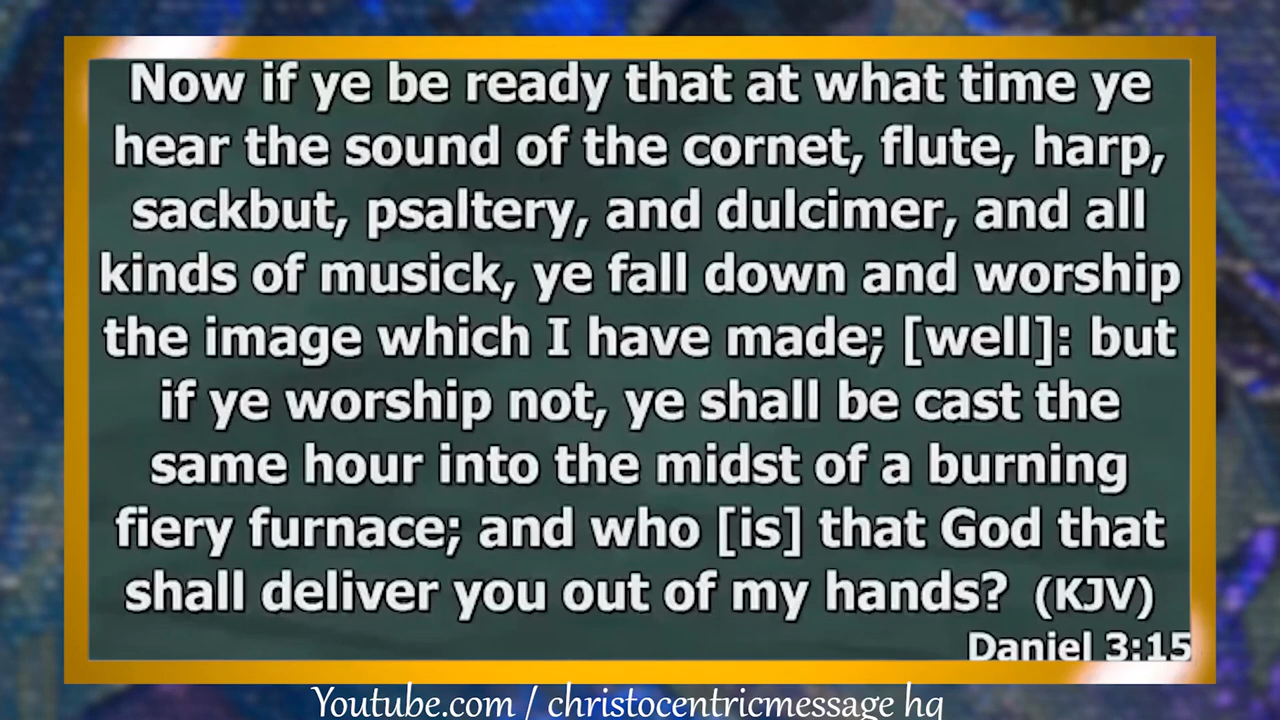 Now if ye be ready that at what time ye
hear the sound of the cornet, flute, harp,
sackbut, psaltery, and dulcimer, and all
kinds of musick, ye fall down and worship
the image which I have made; [well]: but
if ye worship not, ye shall be cast the
same hour into the midst of a burning
fiery furnace; and who [is] that God that
shall deliver you out of my hands? (KJV)
Daniel 3:15
Youtube.com / christocentricmessage hq